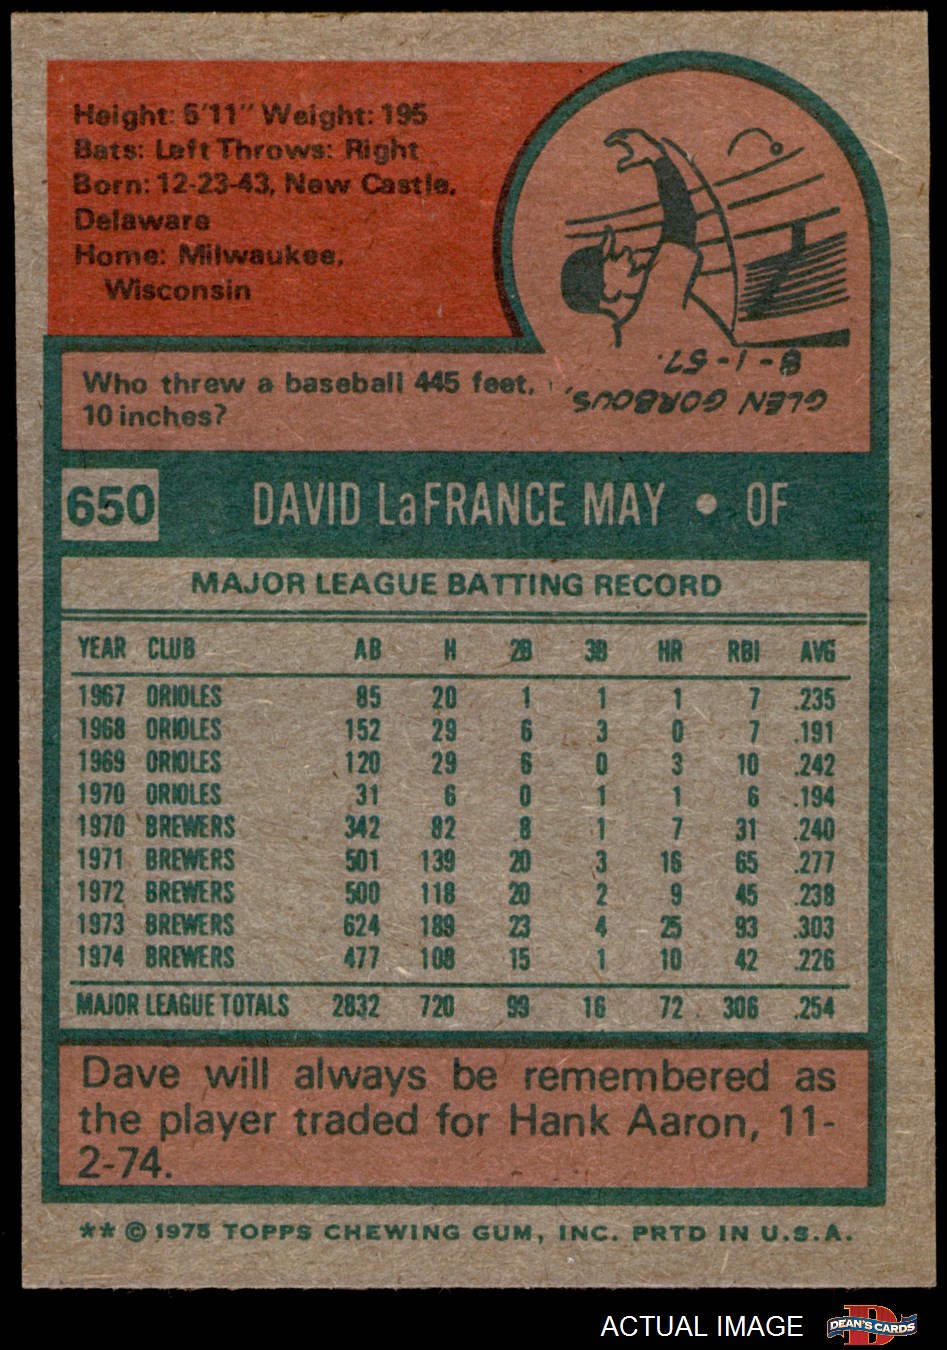 Height: 5'11" Weight: 195
Bats: Left Throws: Right
Born: 12-23-43, New Castle,
Delaware
Home: Milwaukee,
Wisconsin
Who threw a baseball 445 feet,
10 inches?
GLEN GORBOUS,
8-1-57.
650 DAVID LaFRANCE MAY • OF
MAJOR LEAGUE BATTING RECORD
YEAR CLUB AB H 2B 3B HR RBI AVG
1967 ORIOLES 85 20 1 1 1 7 .235
1968 ORIOLES 152 29 6 3 0 7 .191
1969 ORIOLES 120 29 6 0 3 10 .242
1970 ORIOLES 31 6 0 1 1 6 .194
1970 BREWERS 342 82 8 1 7 31 .240
1971 BREWERS 501 139 20 3 16 65 .277
1972 BREWERS 500 118 20 2 9 45 .238
1973 BREWERS 624 189 23 4 25 93 .303
1974 BREWERS 477 108 15 1 10 42 .226
MAJOR LEAGUE TOTALS 2832 720 99 16 72 306 .254
Dave will always be remembered as
the player traded for Hank Aaron, 11-
2-74.
** © 1975 TOPPS CHEWING GUM, INC. PRTD IN U.S.A.
ACTUAL IMAGE
D
DEAN'S CARDS